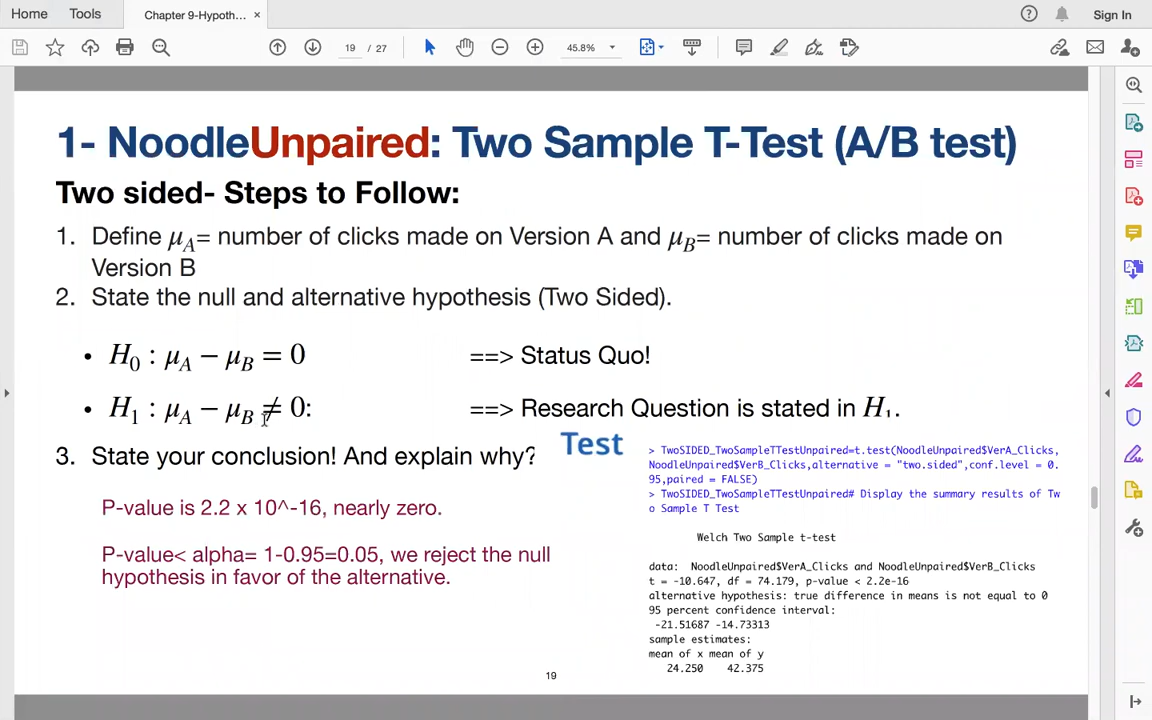 Home Tools Chapter 9-Hypoth... × Sign In
19 / 27 45.8%
1- NoodleUnpaired: Two Sample T-Test (A/B test)
Two sided- Steps to Follow:
1. Define μA= number of clicks made on Version A and μB= number of clicks made on
Version B
2. State the null and alternative hypothesis (Two Sided).
• H0 : μA − μB = 0 ==> Status Quo!
• H1 : μA − μB ≠ 0: ==> Research Question is stated in H1.
3. State your conclusion! And explain why?
Test
P-value is 2.2 x 10^-16, nearly zero.
P-value< alpha= 1-0.95=0.05, we reject the null
hypothesis in favor of the alternative.
> TwoSIDED_TwoSampleTTestUnpaired=t.test(NoodleUnpaired$VerA_Clicks,
NoodleUnpaired$VerB_Clicks,alternative = "two.sided",conf.level = 0.
95,paired = FALSE)
> TwoSIDED_TwoSampleTTestUnpaired# Display the summary results of Tw
o Sample T Test
Welch Two Sample t-test
data: NoodleUnpaired$VerA_Clicks and NoodleUnpaired$VerB_Clicks
t = -10.647, df = 74.179, p-value < 2.2e-16
alternative hypothesis: true difference in means is not equal to 0
95 percent confidence interval:
-21.51687 -14.73313
sample estimates:
mean of x mean of y
24.250 42.375
19